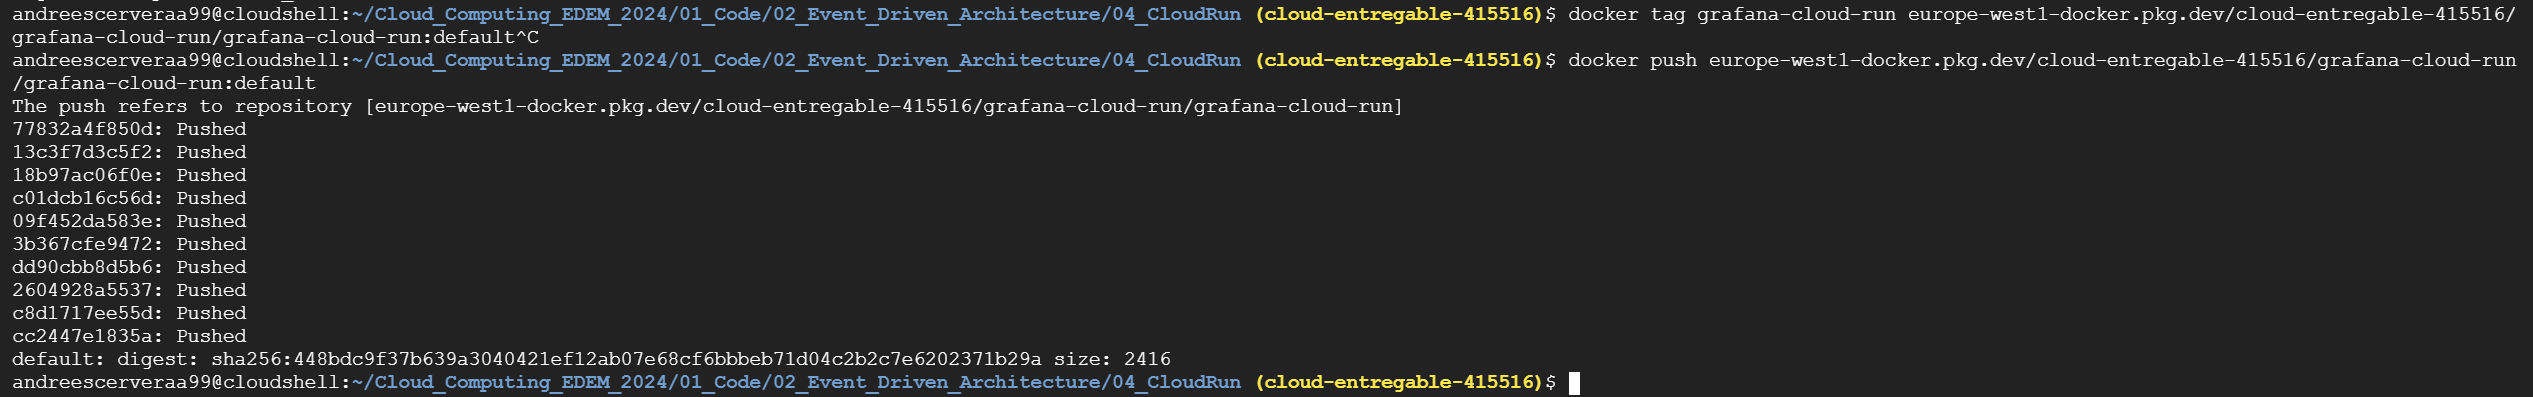 andreescerveraa99@cloudshell:~/Cloud_Computing_EDEM_2024/01_Code/02_Event_Driven_Architecture/04_CloudRun (cloud-entregable-415516)$ docker tag grafana-cloud-run europe-west1-docker.pkg.dev/cloud-entregable-415516/
grafana-cloud-run/grafana-cloud-run:default^C
andreescerveraa99@cloudshell:~/Cloud_Computing_EDEM_2024/01_Code/02_Event_Driven_Architecture/04_CloudRun (cloud-entregable-415516)$ docker push europe-west1-docker.pkg.dev/cloud-entregable-415516/grafana-cloud-run
/grafana-cloud-run:default
The push refers to repository [europe-west1-docker.pkg.dev/cloud-entregable-415516/grafana-cloud-run/grafana-cloud-run]
77832a4f850d: Pushed
13c3f7d3c5f2: Pushed
18b97ac06f0e: Pushed
c01dcb16c56d: Pushed
09f452da583e: Pushed
3b367cfe9472: Pushed
dd90cbb8d5b6: Pushed
2604928a5537: Pushed
c8d1717ee55d: Pushed
cc2447e1835a: Pushed
default: digest: sha256:448bdc9f37b639a3040421ef12ab07e68cf6bbbeb71d04c2b2c7e6202371b29a size: 2416
andreescerveraa99@cloudshell:~/Cloud_Computing_EDEM_2024/01_Code/02_Event_Driven_Architecture/04_CloudRun (cloud-entregable-415516)$